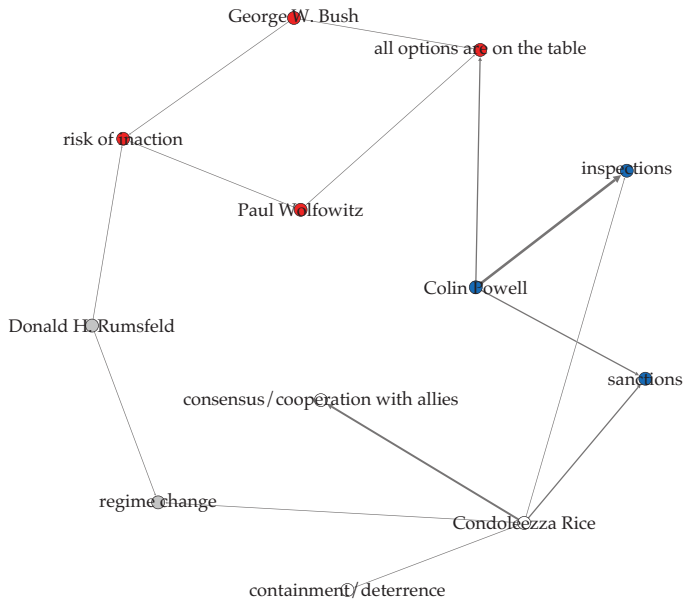 George W. Bush
all options are on the table
risk of inaction
inspections
Paul Wolfowitz
Colin Powell
Donald H. Rumsfeld
sanctions
consensus/cooperation with allies
regime change
Condoleezza Rice
containment/deterrence